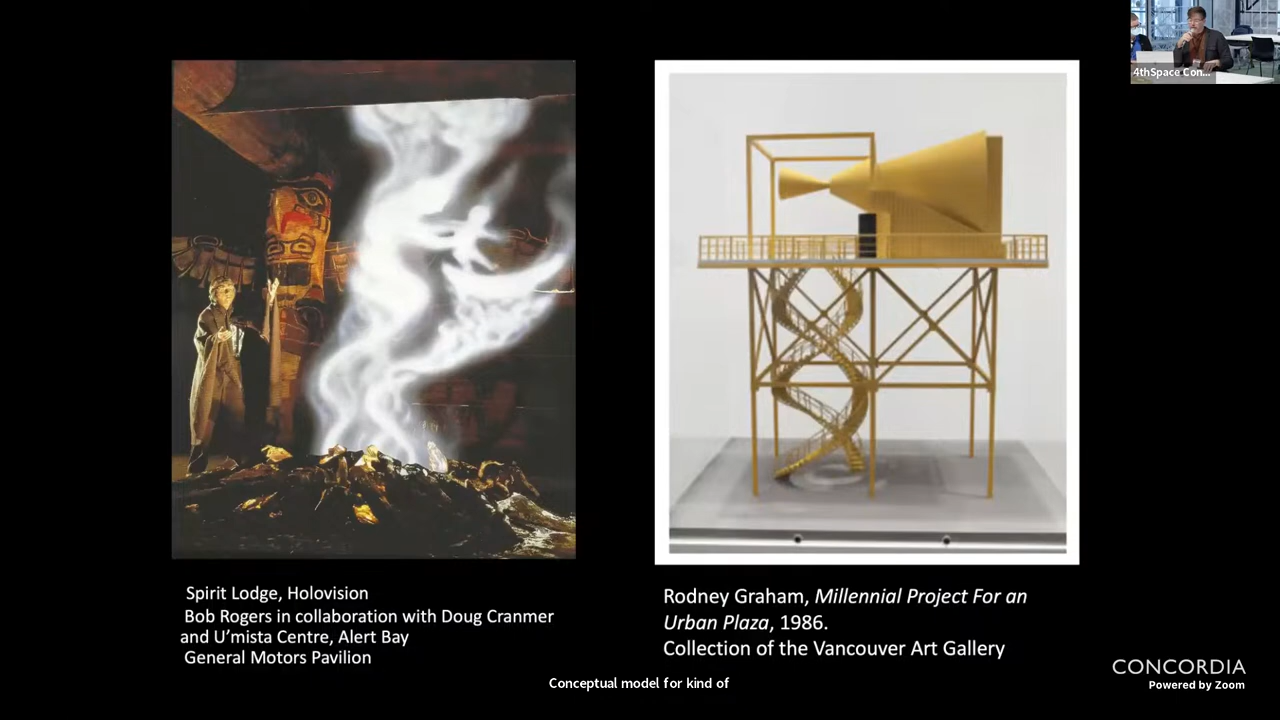 4thSpace Con...
Spirit Lodge, Holovision
Bob Rogers in collaboration with Doug Cranmer
and U’mista Centre, Alert Bay
General Motors Pavilion
Rodney Graham, Millennial Project For an
Urban Plaza, 1986.
Collection of the Vancouver Art Gallery
Conceptual model for kind of
CONCORDIA
Powered by Zoom